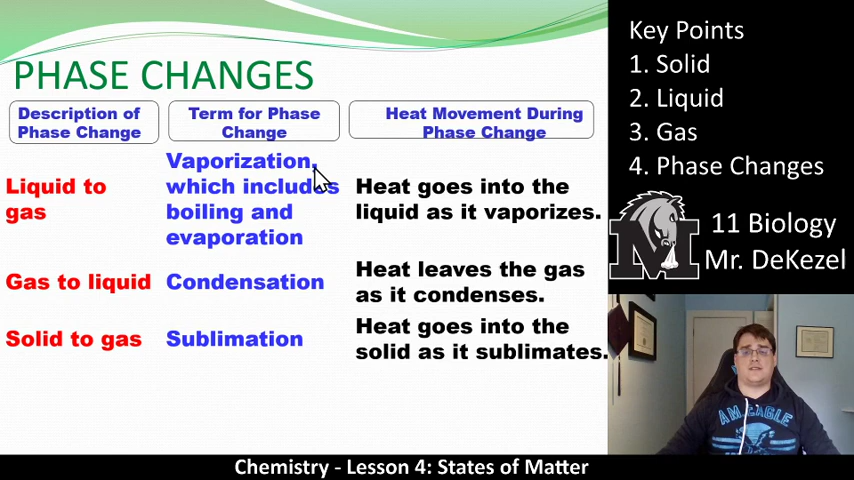 PHASE CHANGES
Description of
Phase Change
Term for Phase
Change
Heat Movement During
Phase Change
Liquid to
gas
Vaporization,
which includes
boiling and
evaporation
Heat goes into the
liquid as it vaporizes.
Gas to liquid
Condensation
Heat leaves the gas
as it condenses.
Solid to gas
Sublimation
Heat goes into the
solid as it sublimates.
Key Points
1. Solid
2. Liquid
3. Gas
4. Phase Changes
M
11 Biology
Mr. DeKezel
AM EAGLE
Chemistry - Lesson 4: States of Matter